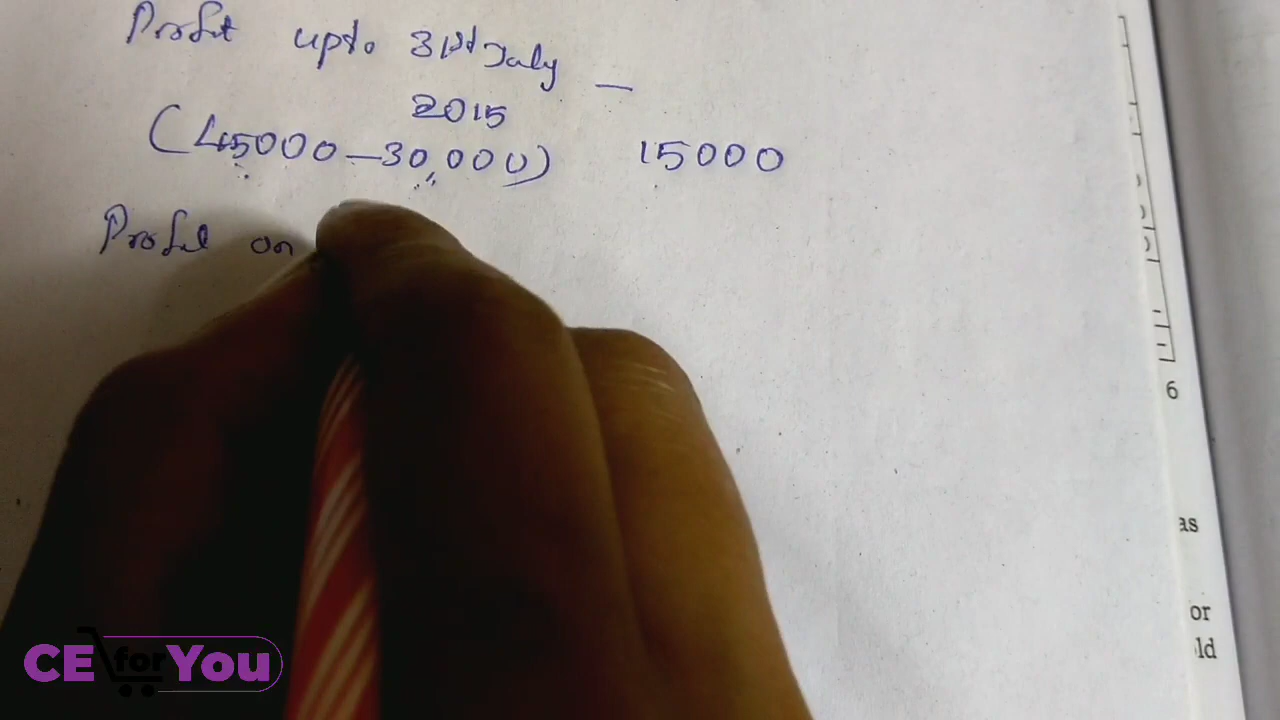 Profit upto 31st July —
2015
(45000 – 30,000) 15000
Profit on
6
as
or
ld
CE for You